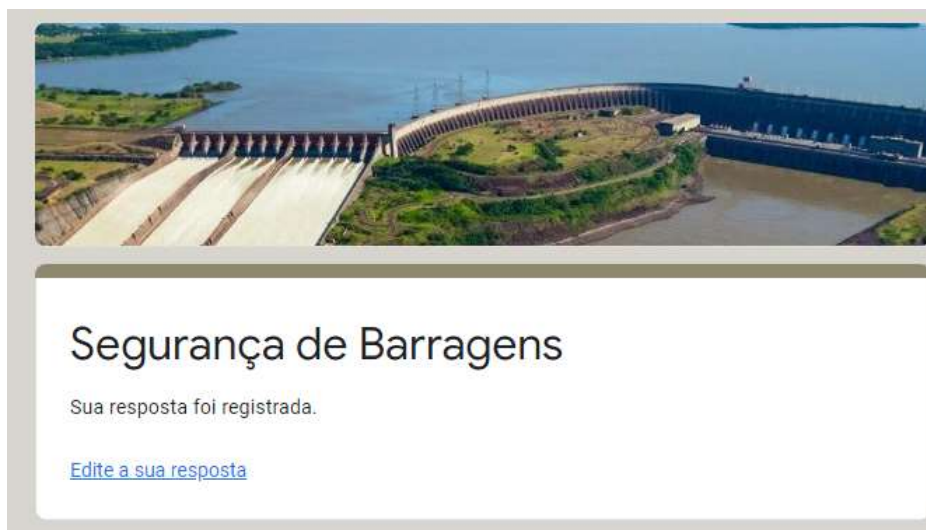 Segurança de Barragens
Sua resposta foi registrada.
Edite a sua resposta